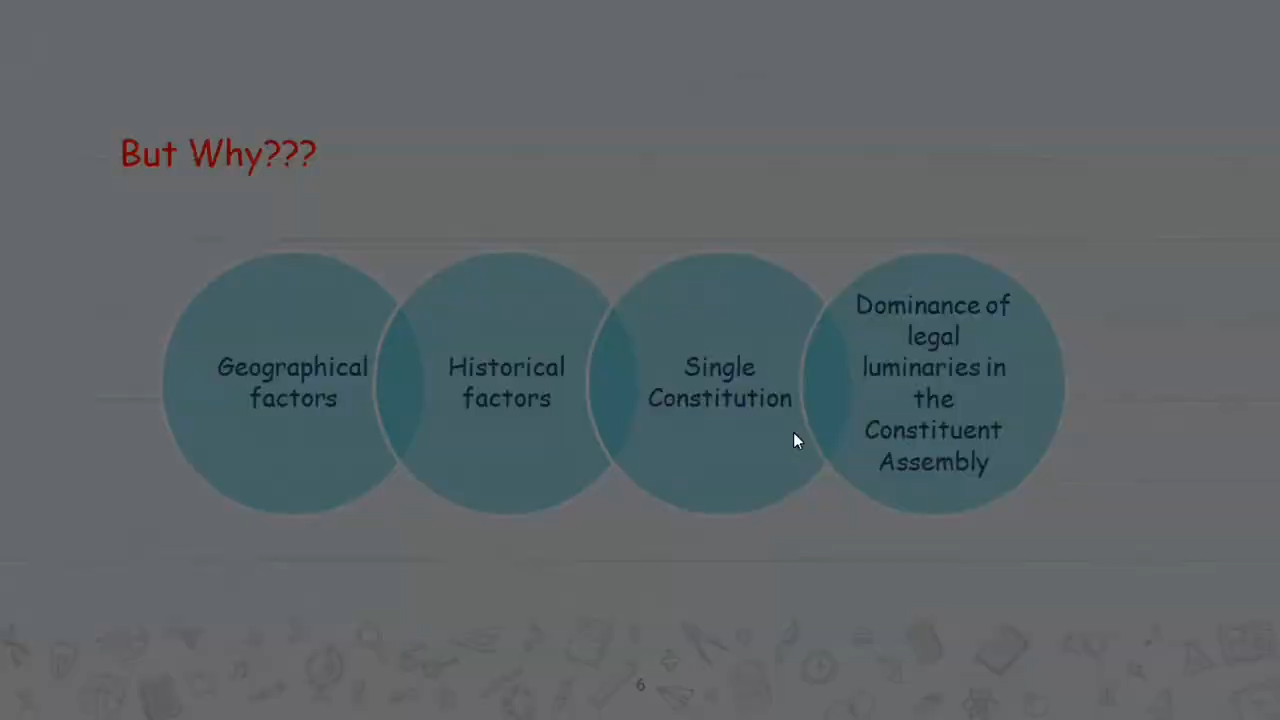 But Why???
Geographical
factors
Historical
factors
Single
Constitution
Dominance of
legal
luminaries in
the
Constituent
Assembly
6